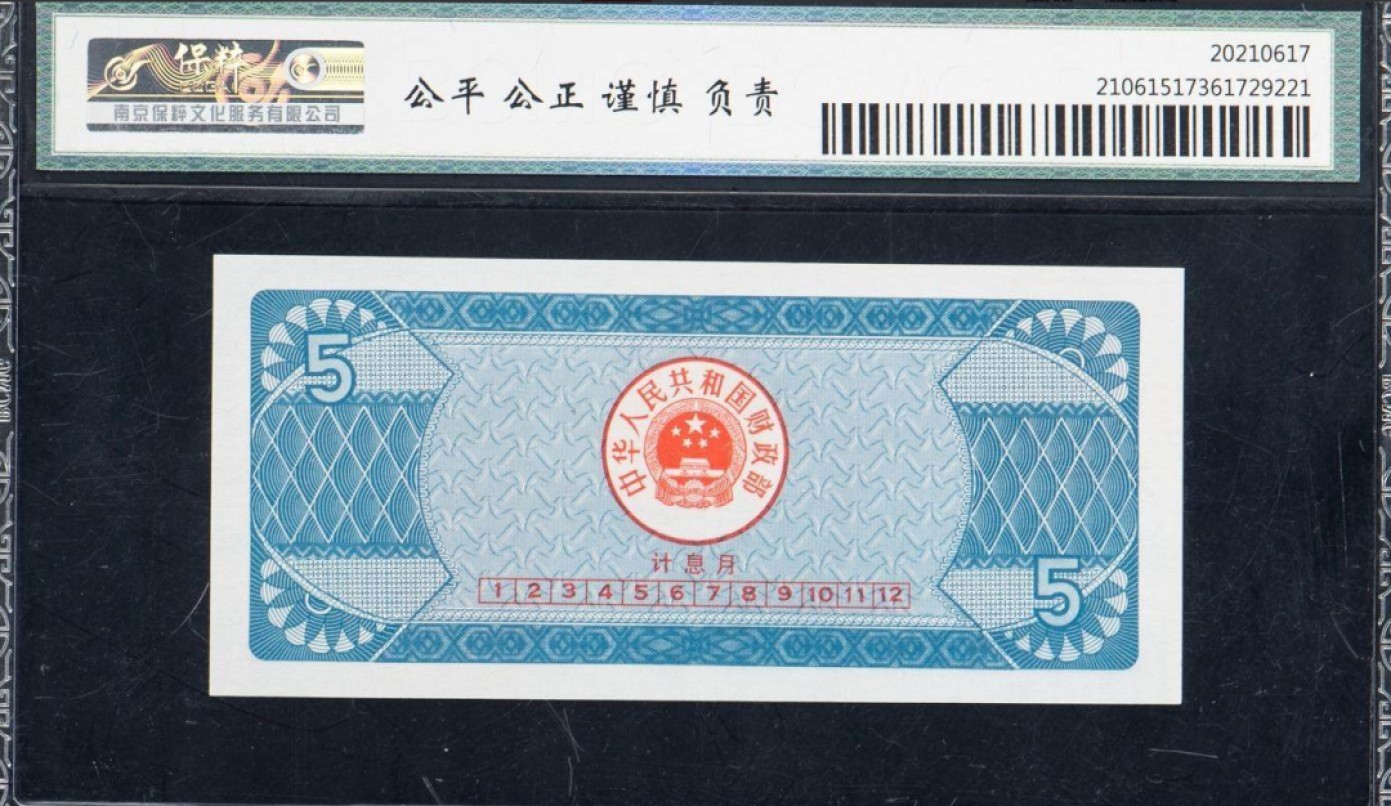 保粹
南京保粹文化服务有限公司
公平 公正 谨慎 负责
20210617
21061517361729221
5
中华人民共和国财政部
计息月
1 2 3 4 5 6 7 8 9 10 11 12
5